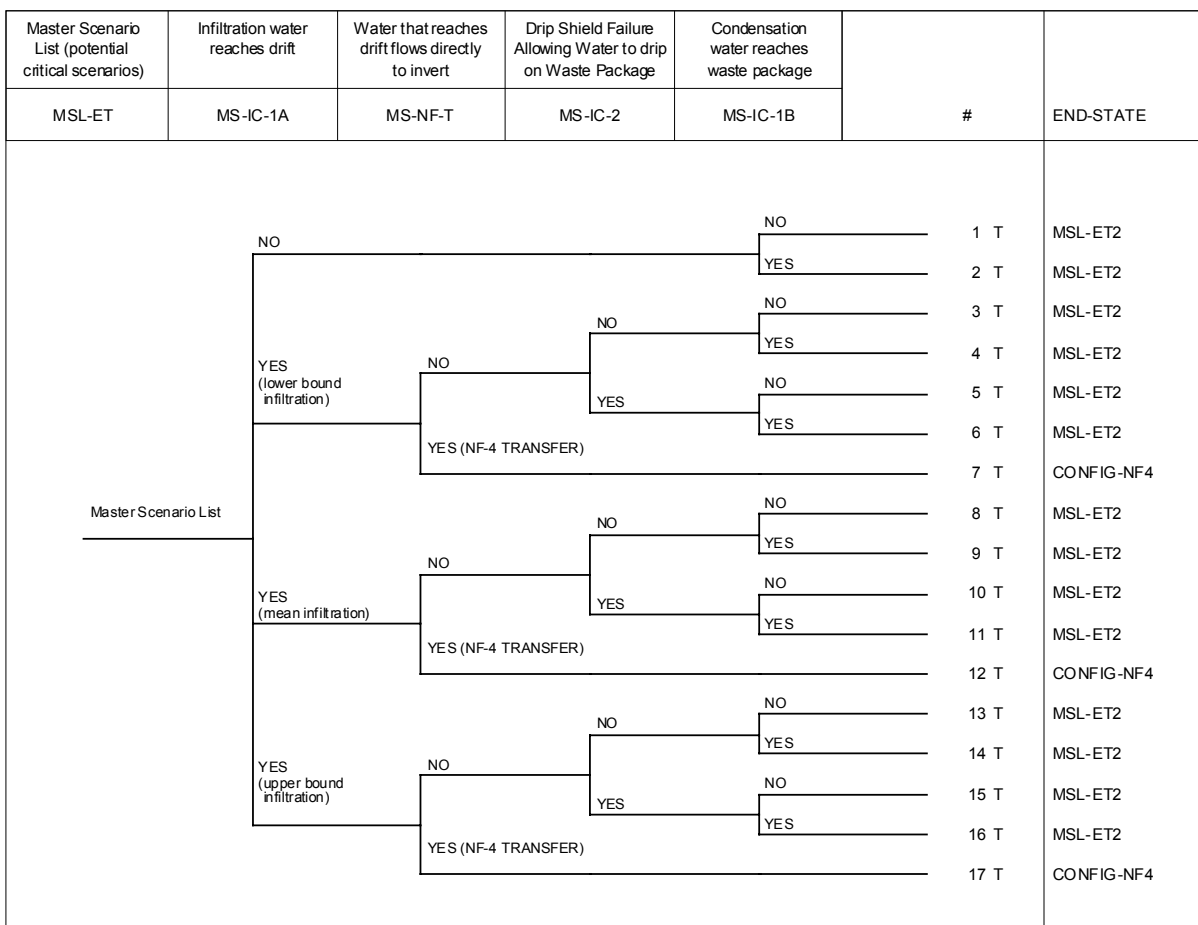 Master Scenario
List (potential
critical scenarios)
Infiltration water
reaches drift
Water that reaches
drift flows directly
to invert
Drip Shield Failure
Allowing Water to drip
on Waste Package
Condensation
water reaches
waste package
MSL-ET
MS-IC-1A
MS-NF-T
MS-IC-2
MS-IC-1B
#
END-STATE
NO
NO
1 T MSL-ET2
YES
2 T MSL-ET2
YES
(lower bound
infiltration)
NO
NO
NO
3 T MSL-ET2
YES
4 T MSL-ET2
YES
NO
5 T MSL-ET2
YES
6 T MSL-ET2
YES (NF-4 TRANSFER)
7 T CONFIG-NF4
Master Scenario List
YES
(mean infiltration)
NO
NO
NO
8 T MSL-ET2
YES
9 T MSL-ET2
YES
NO
10 T MSL-ET2
YES
11 T MSL-ET2
YES (NF-4 TRANSFER)
12 T CONFIG-NF4
YES
(upper bound
infiltration)
NO
NO
NO
13 T MSL-ET2
YES
14 T MSL-ET2
YES
NO
15 T MSL-ET2
YES
16 T MSL-ET2
YES (NF-4 TRANSFER)
17 T CONFIG-NF4